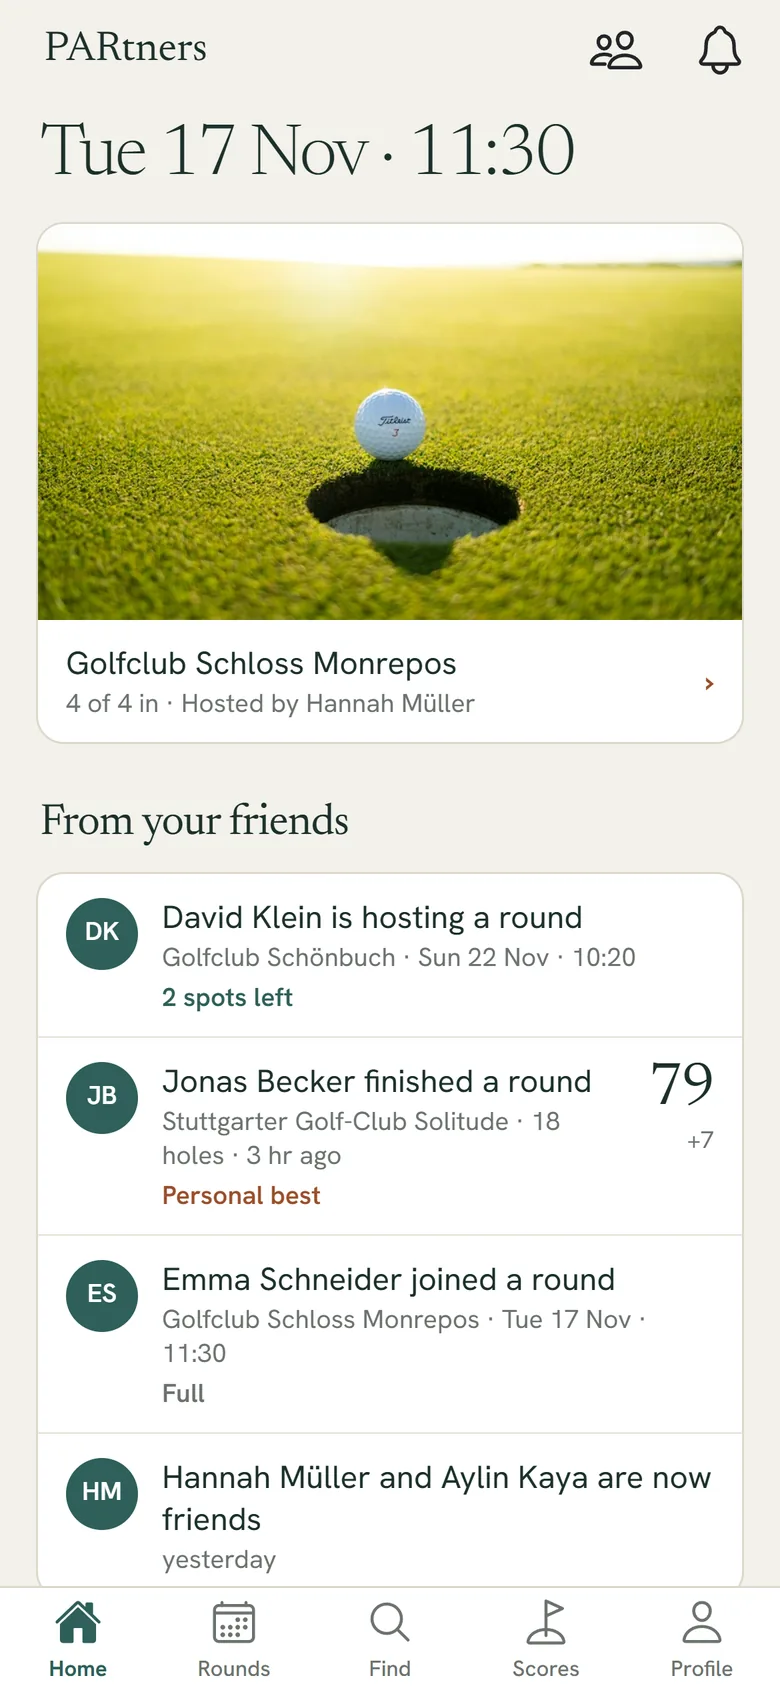 PARtners
Tue 17 Nov · 11:30
Titleist
3
Golfclub Schloss Monrepos
4 of 4 in · Hosted by Hannah Müller
From your friends
DK
David Klein is hosting a round
Golfclub Schönbuch · Sun 22 Nov · 10:20
2 spots left
JB
Jonas Becker finished a round
79
Stuttgarter Golf-Club Solitude · 18
holes · 3 hr ago
+7
Personal best
ES
Emma Schneider joined a round
Golfclub Schloss Monrepos · Tue 17 Nov ·
11:30
Full
HM
Hannah Müller and Aylin Kaya are now
friends
yesterday
Home
Rounds
Find
Scores
Profile